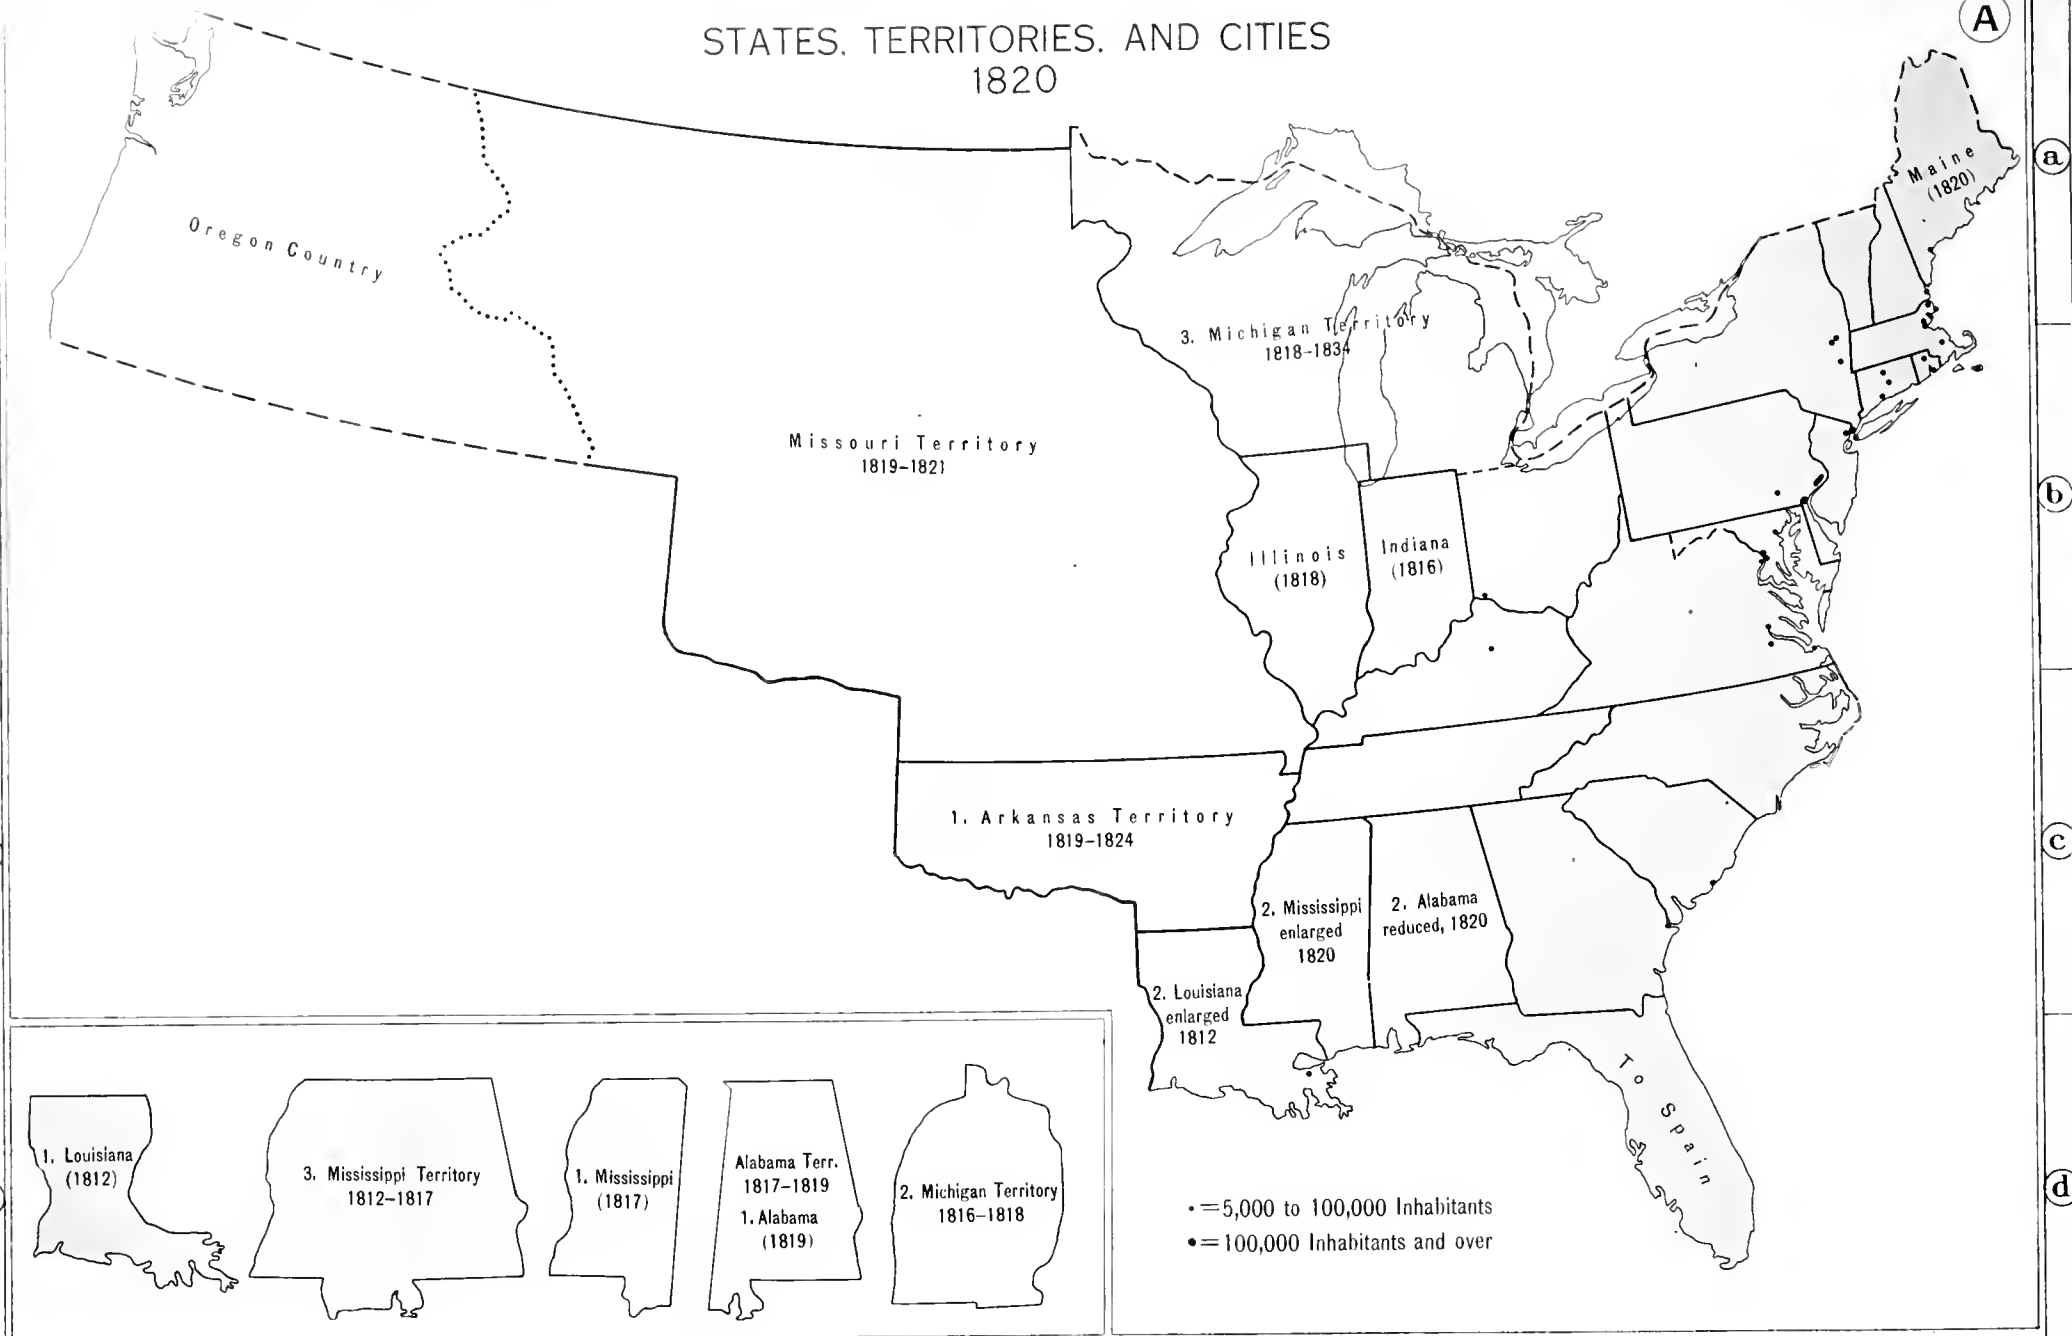 STATES, TERRITORIES, AND CITIES
1820
A
a
b
c
d
Maine
(1820)
Oregon Country
3. Michigan Territory
1818-1834
Missouri Territory
1819-1821
Illinois
(1818)
Indiana
(1816)
1. Arkansas Territory
1819-1824
2. Mississippi
enlarged
1820
2. Alabama
reduced, 1820
2. Louisiana
enlarged
1812
To Spain
1. Louisiana
(1812)
3. Mississippi Territory
1812-1817
1. Mississippi
(1817)
Alabama Terr.
1817-1819
1. Alabama
(1819)
2. Michigan Territory
1816-1818
• = 5,000 to 100,000 Inhabitants
• = 100,000 Inhabitants and over